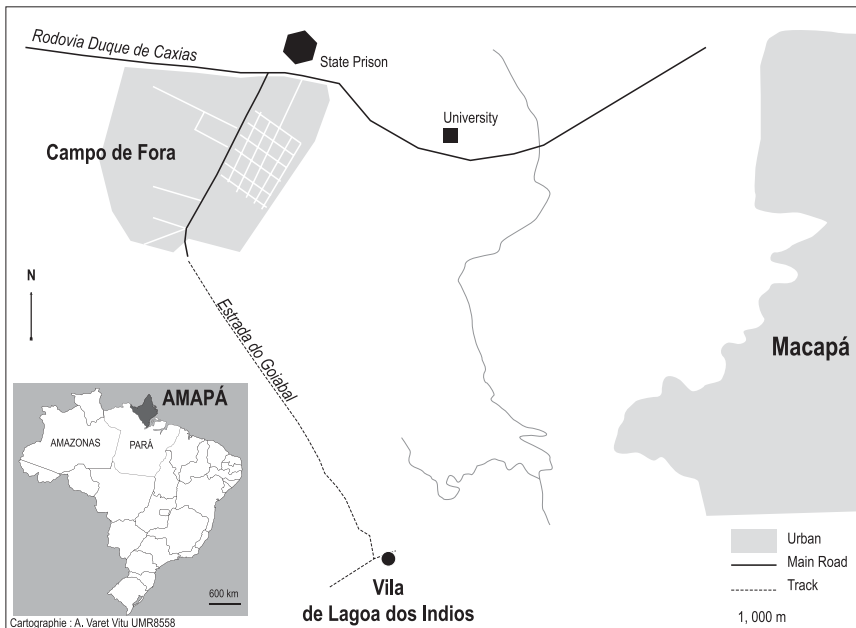 Rodovia Duque de Caxias
State Prison
University
Campo de Fora
N
Estrada do Goiabal
Macapá
AMAPÁ
AMAZONAS
PARÁ
600 km
Vila
de Lagoa dos Indios
Urban
Main Road
Track
1, 000 m
Cartographie : A. Varet Vitu UMR8558